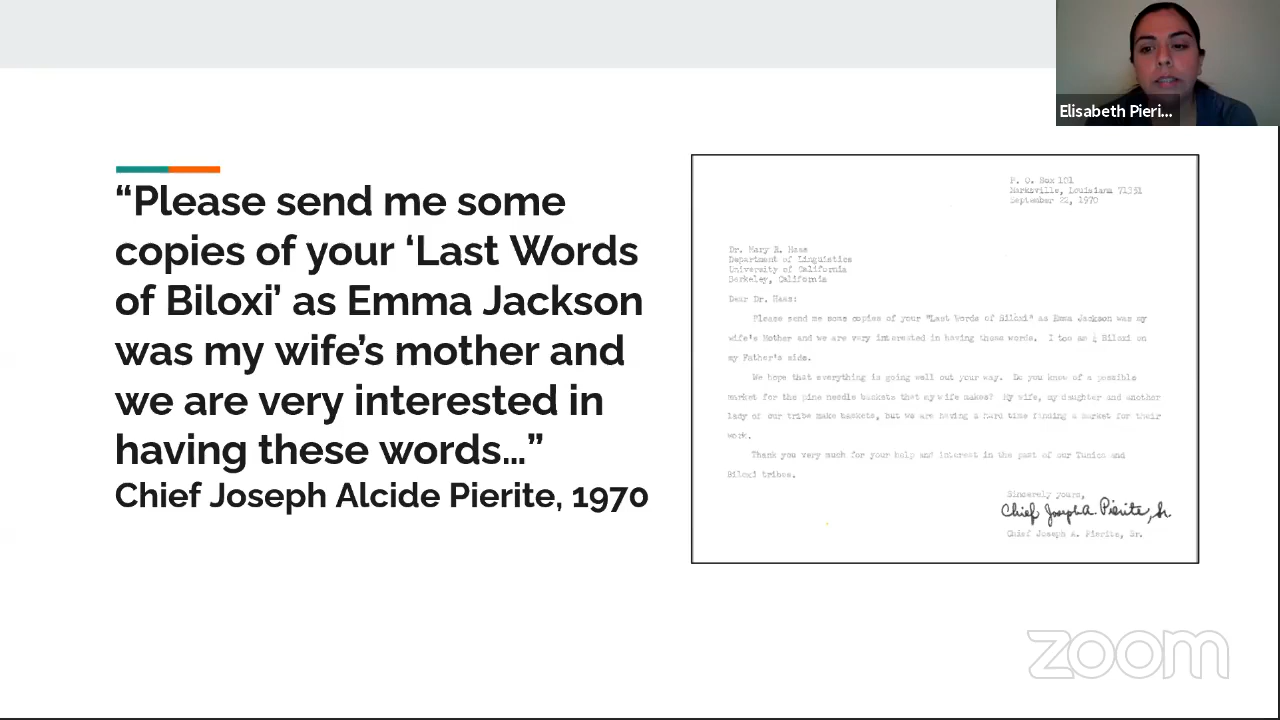 Elisabeth Pieri...
“Please send me some
copies of your ‘Last Words
of Biloxi’ as Emma Jackson
was my wife’s mother and
we are very interested in
having these words...”
Chief Joseph Alcide Pierite, 1970
P. O. Box 101
Marksville, Louisiana 71351
September 22, 1970
Dr. Mary R. Haas
Department of Linguistics
University of California
Berkeley, California
Dear Dr. Haas:
Please send me some copies of your "Last Words of Biloxi" as Emma Jackson was my
wife's Mother and we are very interested in having these words. I too am ½ Biloxi on
my Father's side.
We hope that everything is going well out your way. Do you know of a possible
market for the pine needle baskets that my wife makes? My wife, my daughter and another
lady of our tribe make baskets, but we are having a hard time finding a market for their
work.
Thank you very much for your help and interest in the past of our Tunica and
Biloxi tribes.
Sincerely yours,
Chief Joseph A. Pierite, Sr.
Chief Joseph A. Pierite, Sr.
zoom